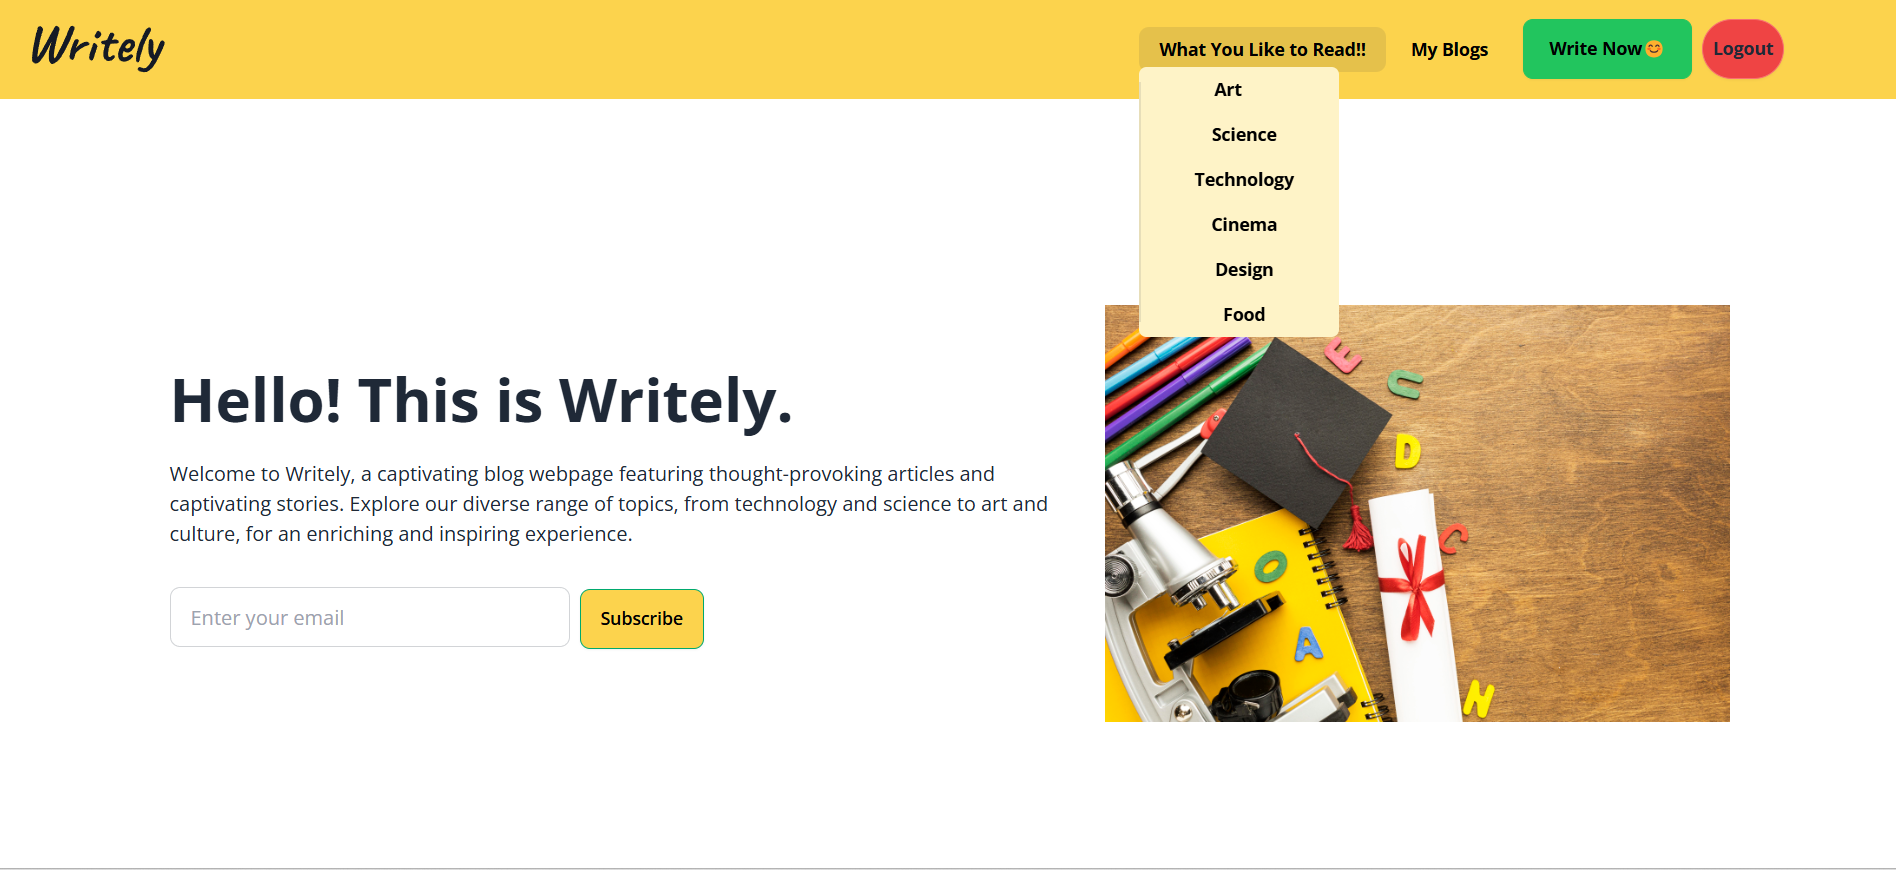 Writely
What You Like to Read!!
My Blogs
Write Now😊
Logout
Art
Science
Technology
Cinema
Design
Food
Hello! This is Writely.
Welcome to Writely, a captivating blog webpage featuring thought-provoking articles and
captivating stories. Explore our diverse range of topics, from technology and science to art and
culture, for an enriching and inspiring experience.
Enter your email
Subscribe
E
U
D
C
O
A
N